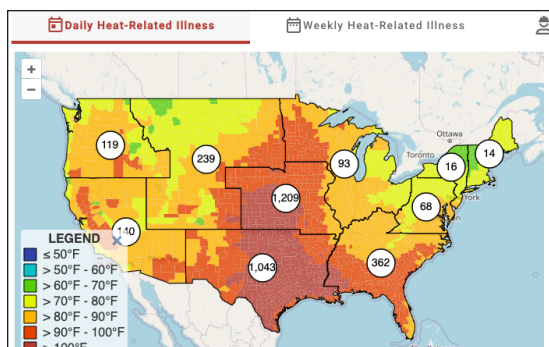 Daily Heat-Related Illness
Weekly Heat-Related Illness
+
−
Ottawa
Toronto
York
119
239
93
16
14
1,209
68
140
1,043
362
LEGEND
≤ 50°F
> 50°F - 60°F
> 60°F - 70°F
> 70°F - 80°F
> 80°F - 90°F
> 90°F - 100°F
> 100°F